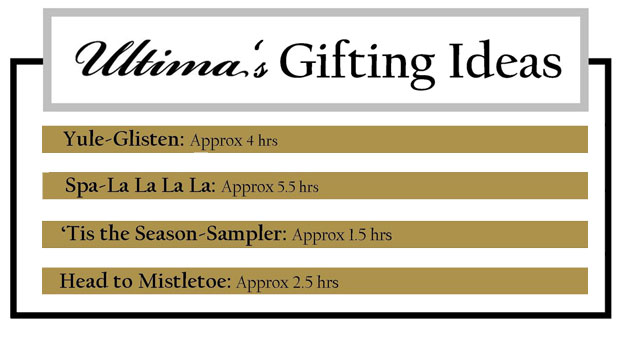 Ultima's Gifting Ideas
Yule-Glisten: Approx 4 hrs
Spa-La La La La: Approx 5.5 hrs
‘Tis the Season-Sampler: Approx 1.5 hrs
Head to Mistletoe: Approx 2.5 hrs